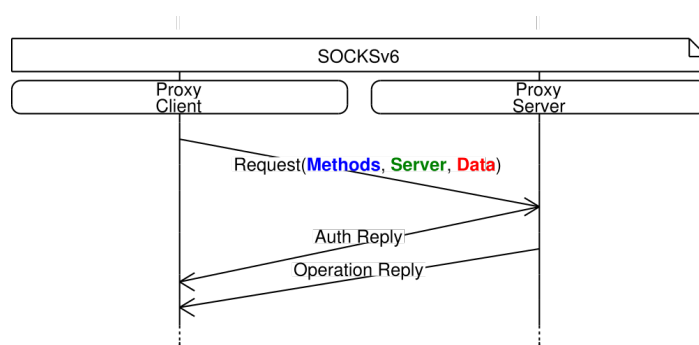 SOCKSv6
Proxy
Client
Proxy
Server
Request(Methods, Server, Data)
Auth Reply
Operation Reply